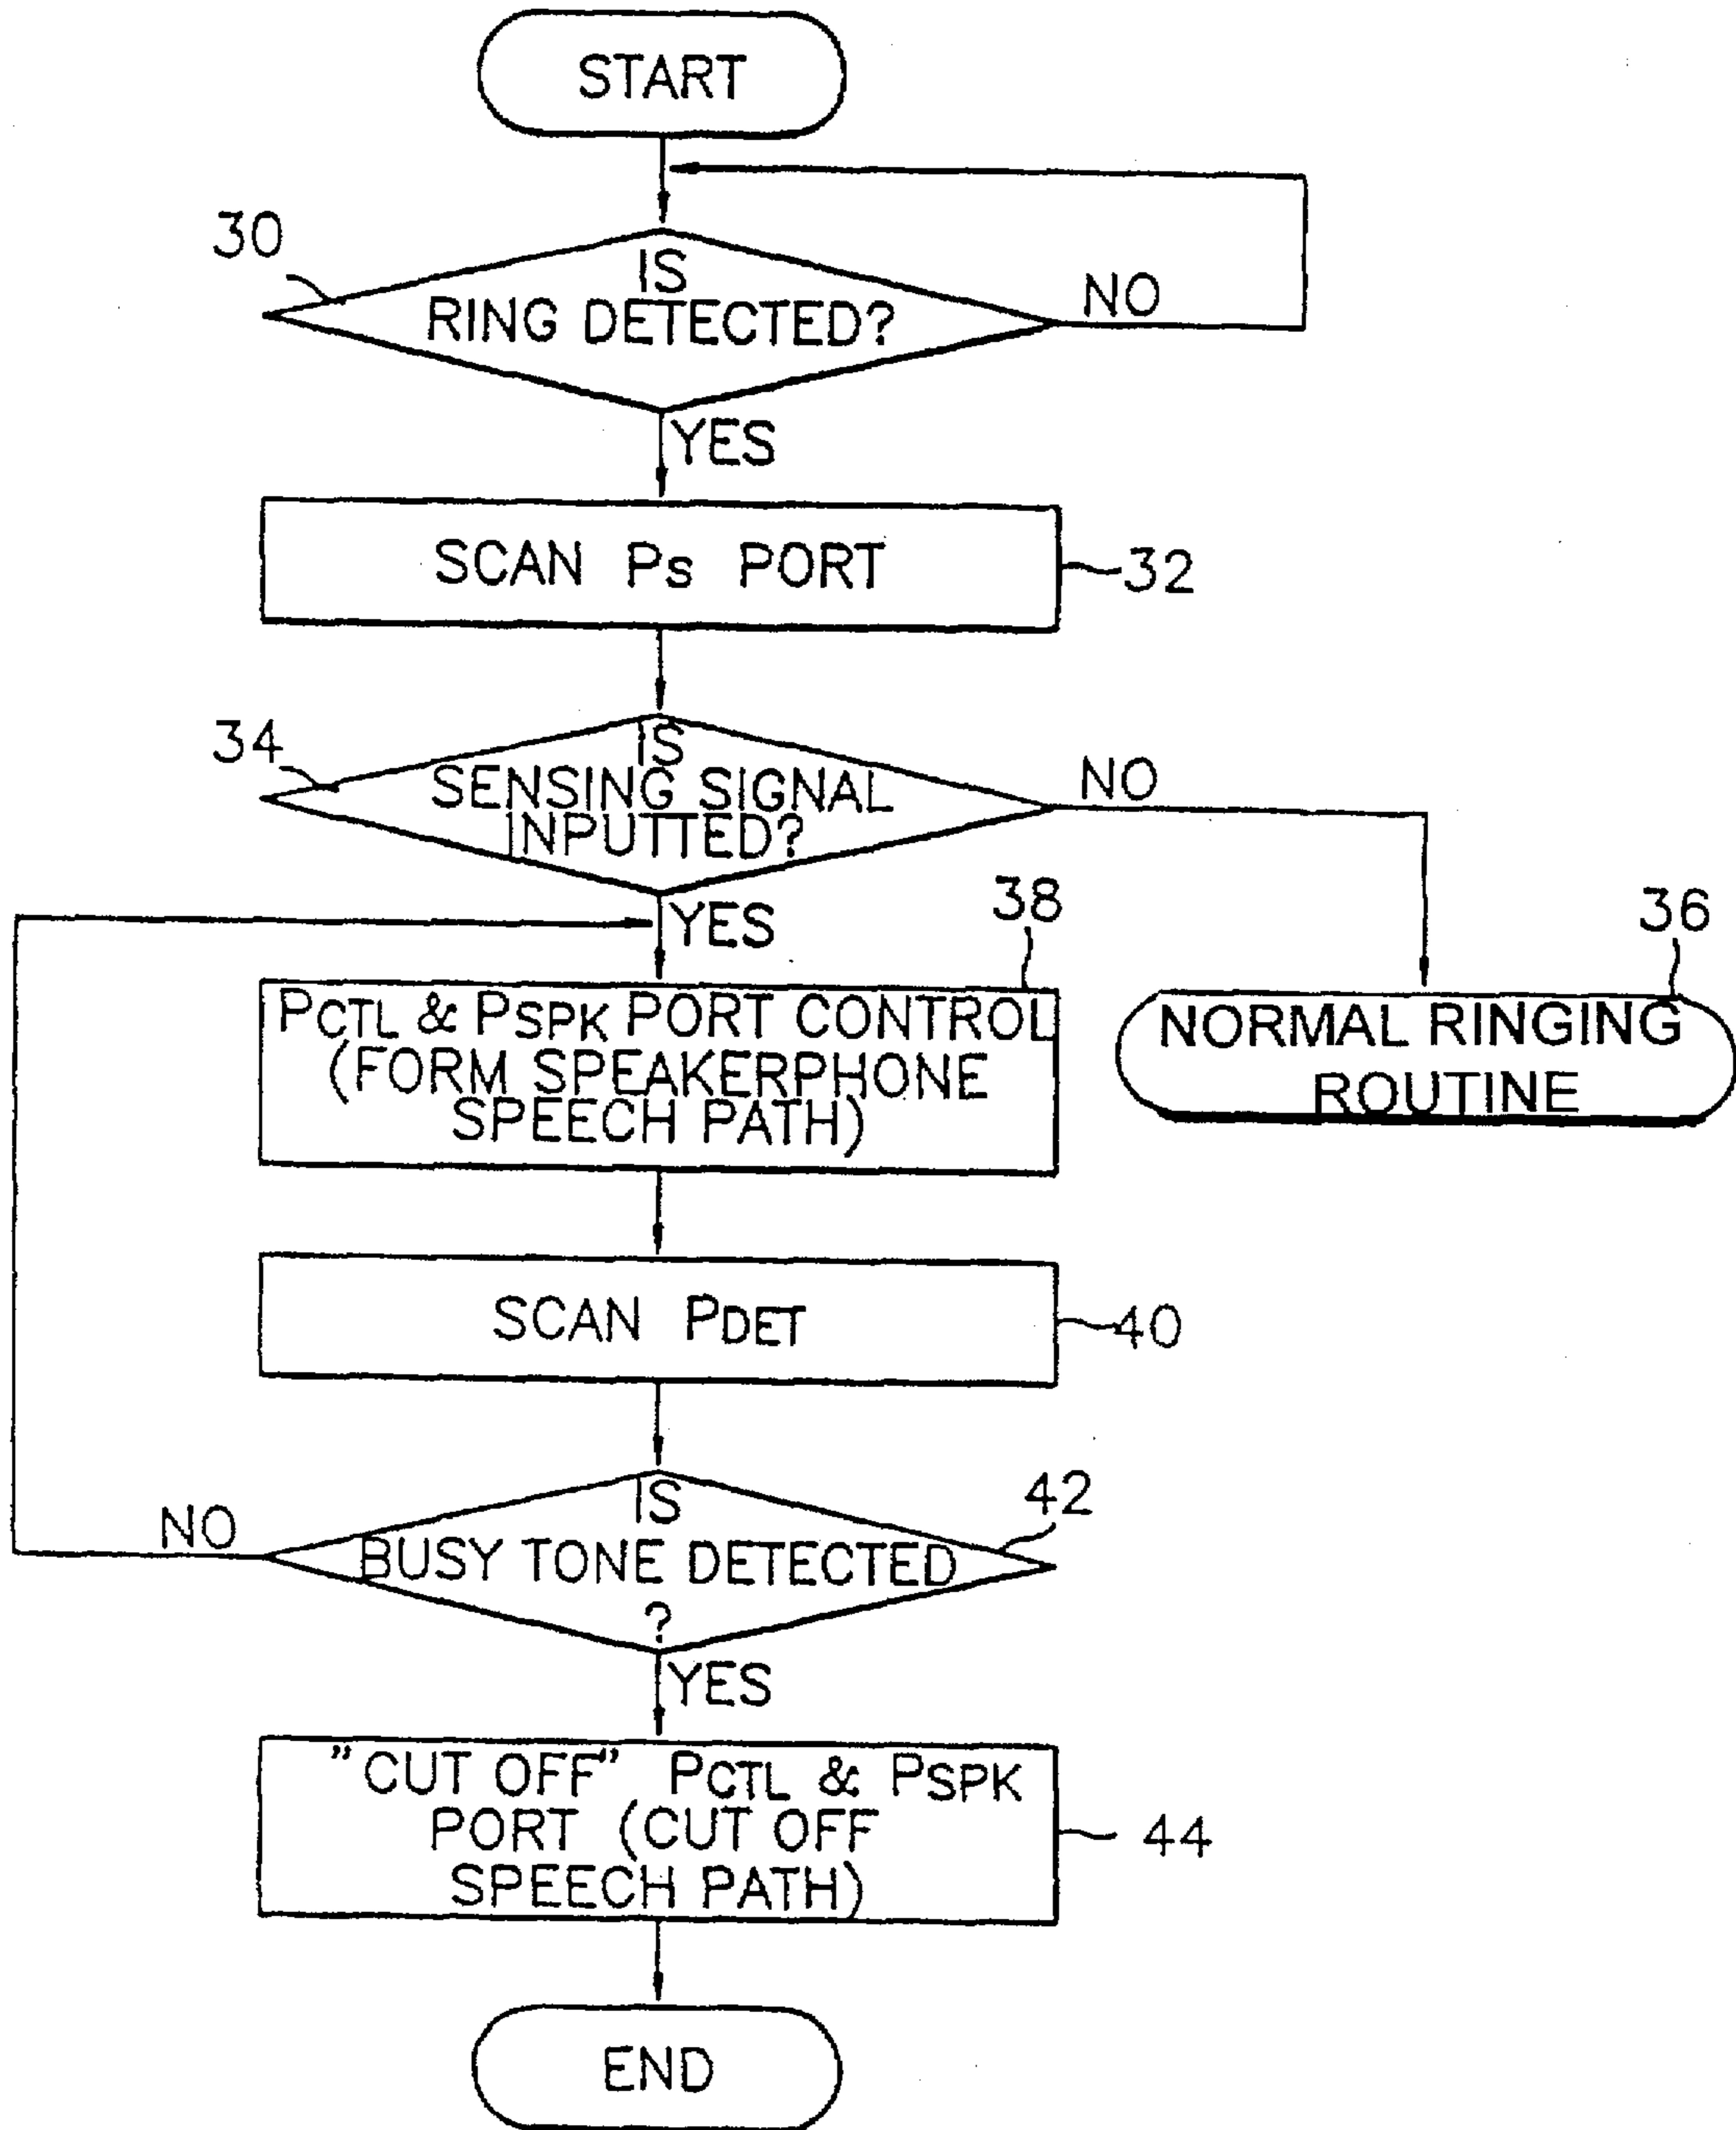 START
30
IS
RING DETECTED?
NO
YES
SCAN Ps PORT
32
34
IS
SENSING SIGNAL
INPUTTED?
NO
YES
38
36
PCTL & PSPK PORT CONTROL
(FORM SPEAKERPHONE
SPEECH PATH)
NORMAL RINGING
ROUTINE
SCAN PDET
40
42
NO
IS
BUSY TONE DETECTED
?
YES
"CUT OFF" PCTL & PSPK
PORT (CUT OFF
SPEECH PATH)
44
END